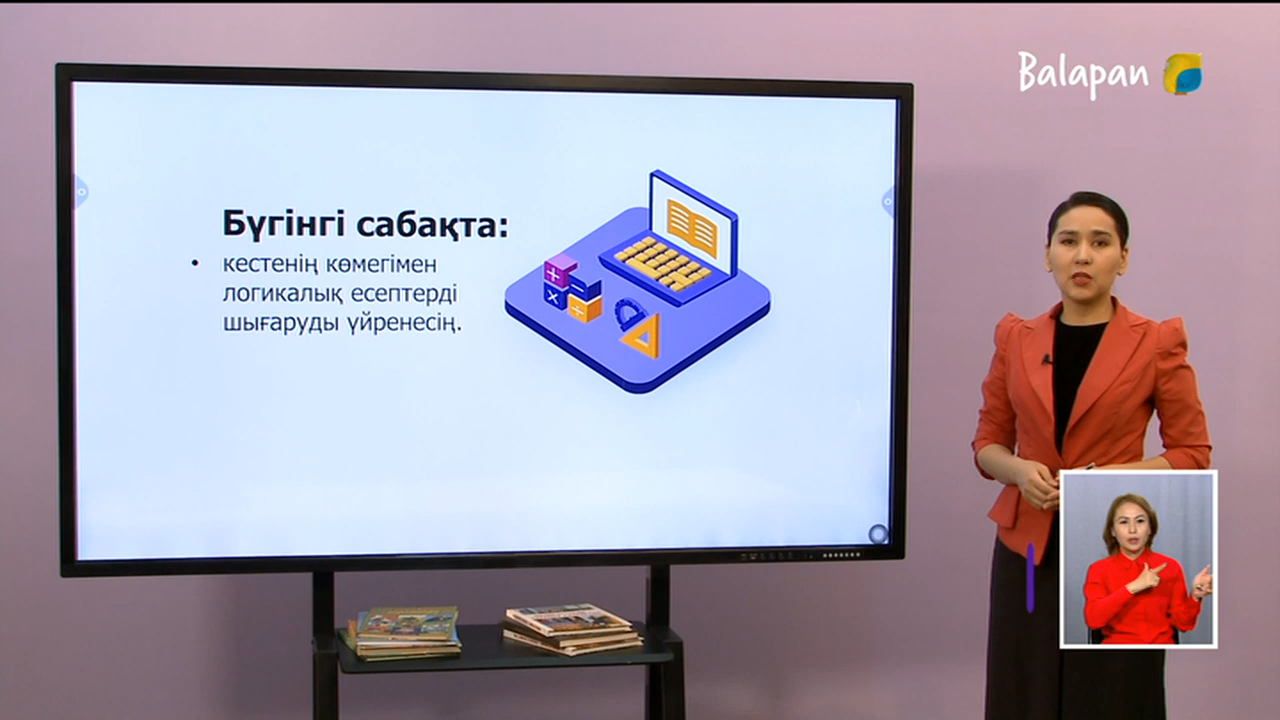 Balapan
Бүгінгі сабақта:
• кестенің көмегімен
логикалық есептерді
шығаруды үйренесің.